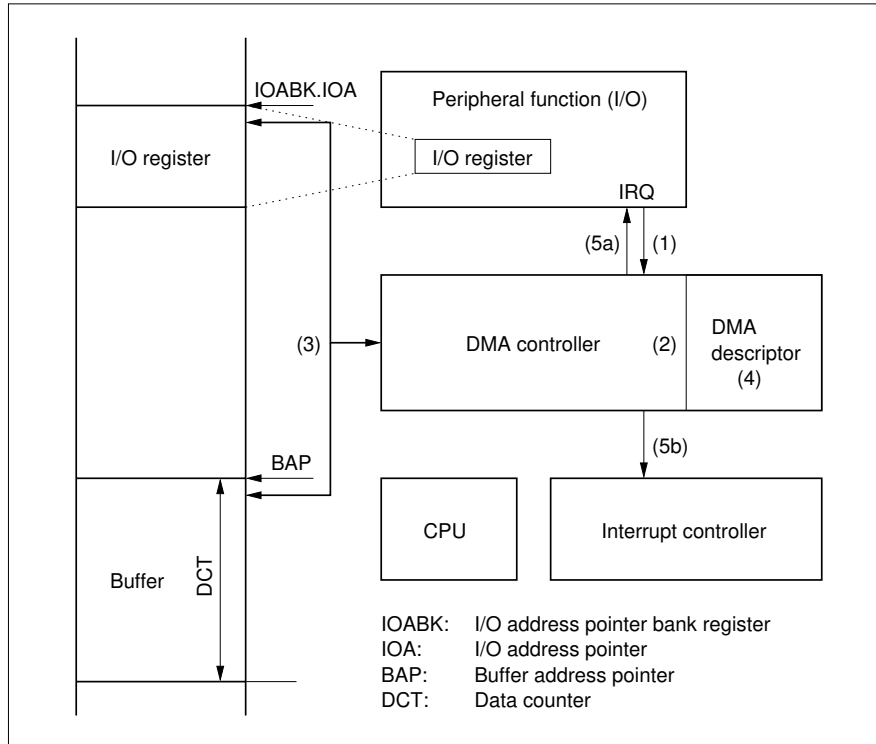 IOABK.IOA
Peripheral function (I/O)
I/O register
I/O register
IRQ
(5a)
(1)
(3)
DMA controller
(2)
DMA
descriptor
(4)
BAP
(5b)
Buffer
DCT
CPU
Interrupt controller
IOABK: I/O address pointer bank register
IOA: I/O address pointer
BAP: Buffer address pointer
DCT: Data counter